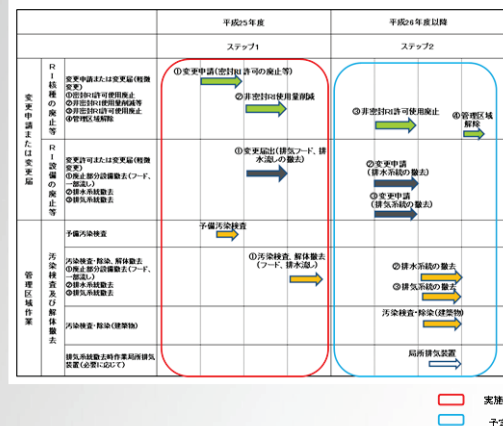 平成25年度
平成26年度以降
ステップ1
ステップ2
変更申請または変更届
RI核種の廃止等
変更申請または変更届(軽微
変更)
①密封RI許可使用廃止
②非密封RI使用量削減等
③非密封RI許可使用廃止
④管理区域解除
①変更申請(密封RI許可の廃止等)
②非密封RI使用量削減
③非密封RI許可使用廃止
④管理区域
解除
RI設備の廃止等
変更許可または変更届(軽微
変更)
①廃止部分設備撤去(フード、
一部流し)
②排水系統撤去
③排気系統撤去
①変更届出(排気フード、排
水流しの撤去)
②変更申請
(排水系統の撤去)
③変更申請
(排気系統の撤去)
管理区域作業
汚染検査及び解体撤去
予備汚染検査
予備汚染検査
汚染検査・除染、解体撤去
①廃止部分設備撤去(フード、
一部流し)
②排水系統撤去
③排気系統撤去
①汚染検査、解体撤去
(フード、排水流し)
②排水系統の撤去
③排気系統の撤去
汚染検査・除染(建築物)
汚染検査・除染(建築物)
排気系統撤去時作業局所排気
装置(必要に応じて)
局所排気装置
実施
予定